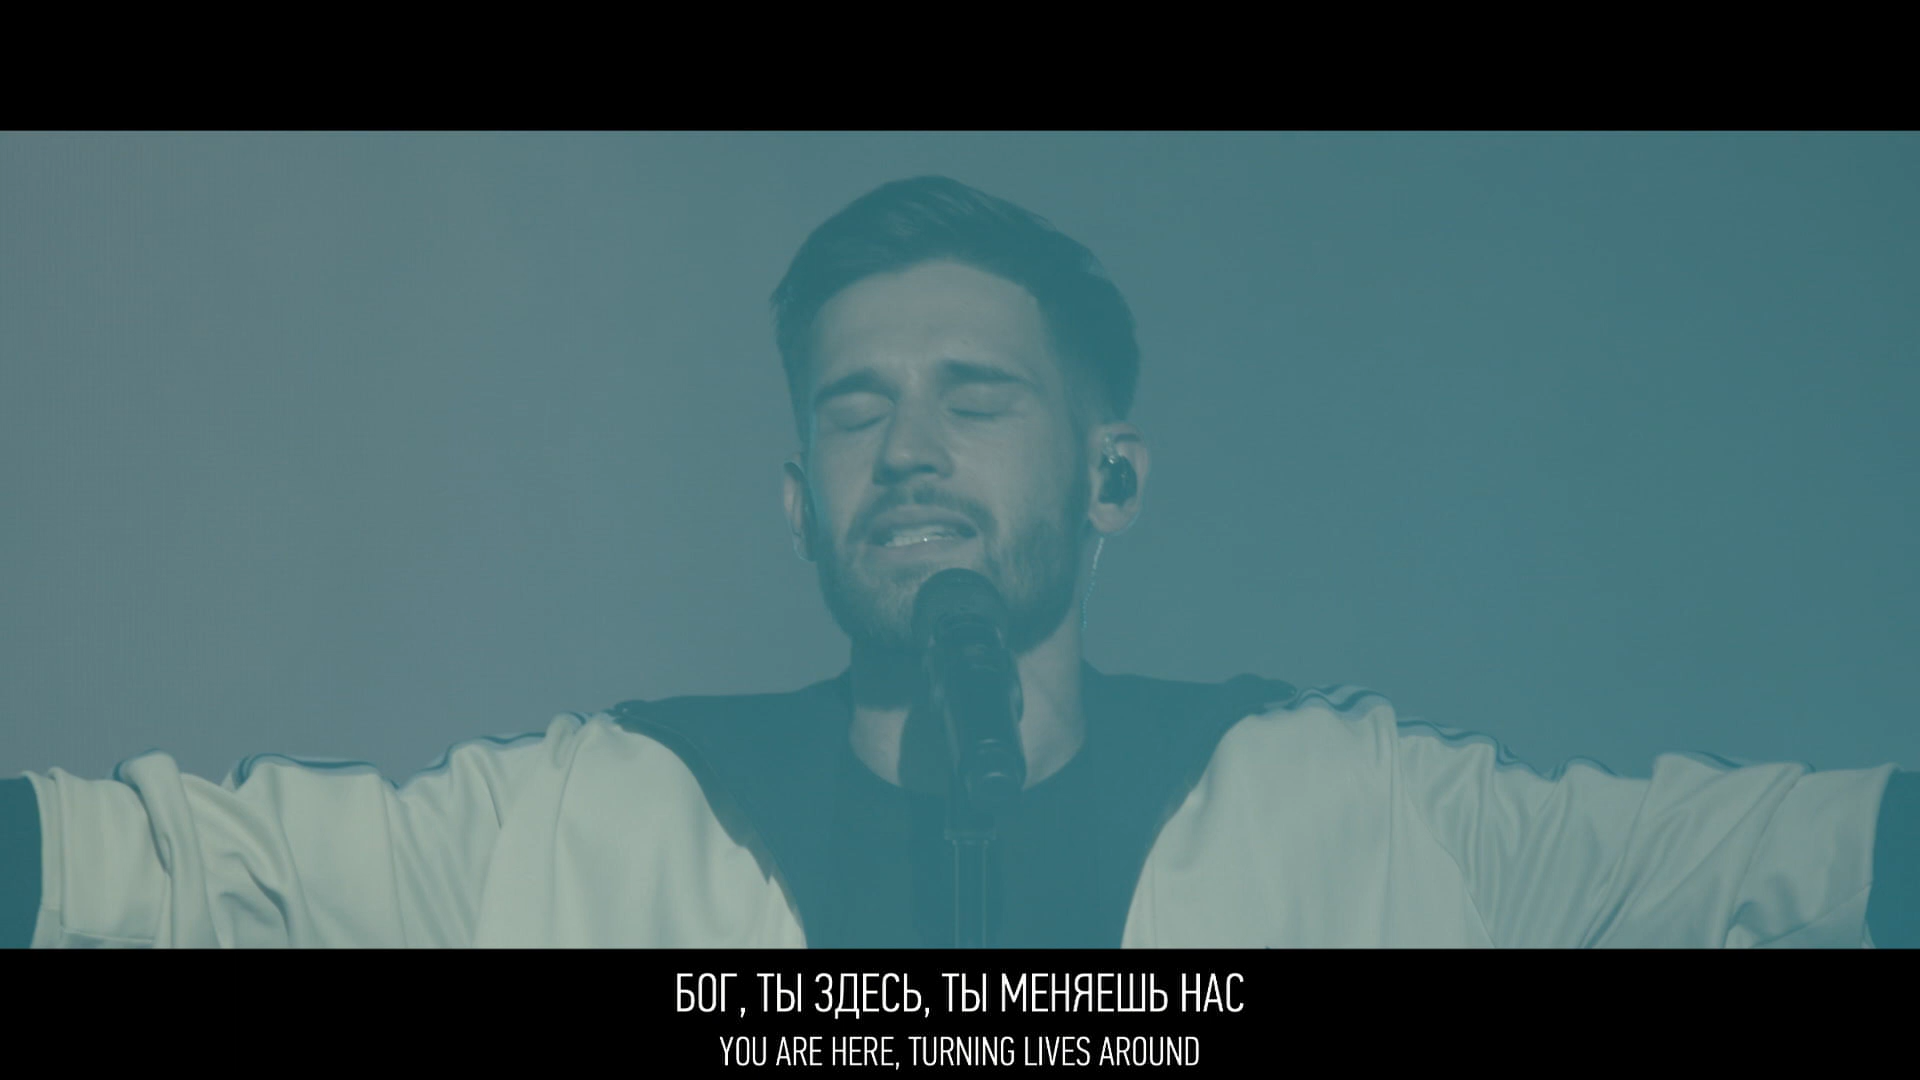 БОГ, ТЫ ЗДЕСЬ, ТЫ МЕНЯЕШЬ НАС
YOU ARE HERE, TURNING LIVES AROUND